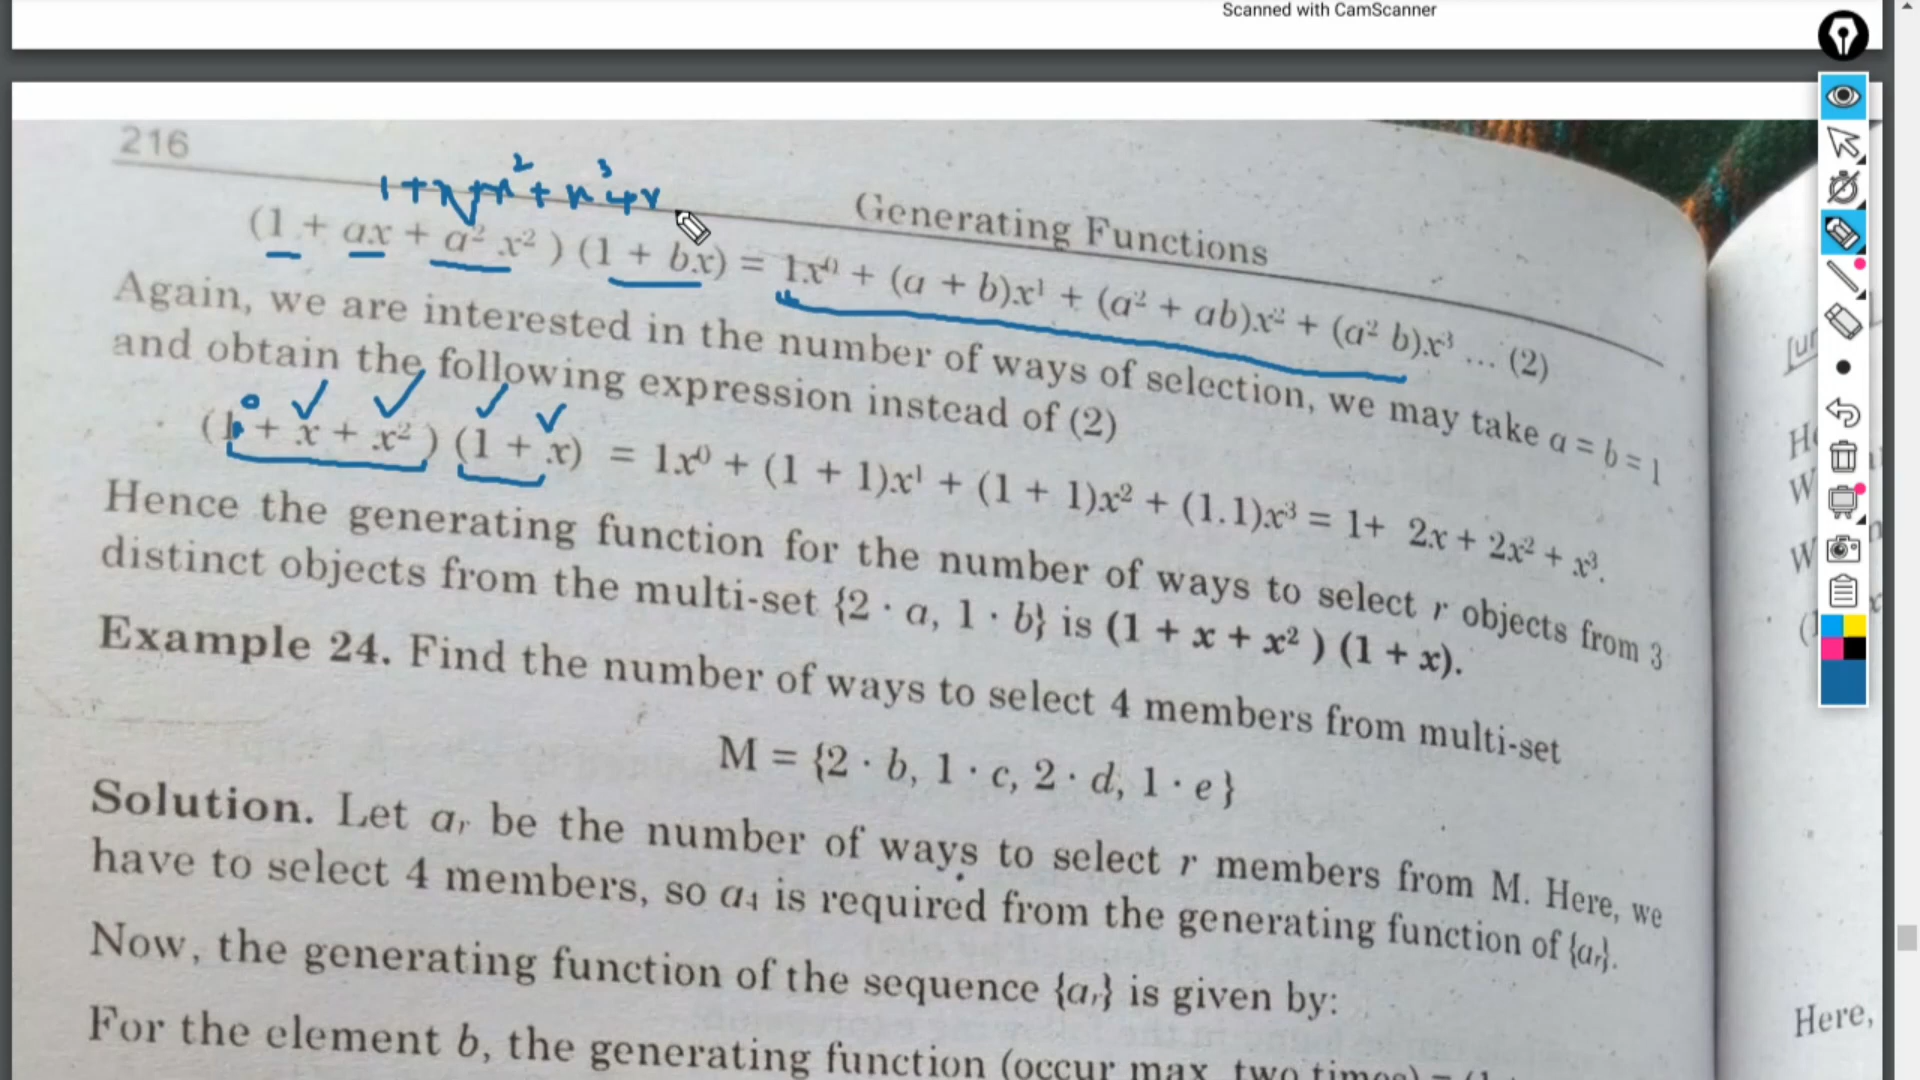 Scanned with CamScanner
216
1 + x + x² + x³ + x
Generating Functions
(1 + ax + a² x² ) (1 + bx) = 1x⁰ + (a + b)x¹ + (a² + ab)x² + (a² b)x³ ... (2)
Again, we are interested in the number of ways of selection, we may take a = b = 1
and obtain the following expression instead of (2)
(1 + x + x² ) (1 + x) = 1x⁰ + (1 + 1)x¹ + (1 + 1)x² + (1.1)x³ = 1+ 2x + 2x² + x³.
Hence the generating function for the number of ways to select r objects from 3
distinct objects from the multi-set {2 · a, 1 · b} is (1 + x + x² ) (1 + x).
Example 24. Find the number of ways to select 4 members from multi-set
M = {2 · b, 1 · c, 2 · d, 1 · e}
Solution. Let aᵣ be the number of ways to select r members from M. Here, we
have to select 4 members, so a₄ is required from the generating function of {aᵣ}.
Now, the generating function of the sequence {aᵣ} is given by:
For the element b, the generating function (occur max. two times) = (1
Here,